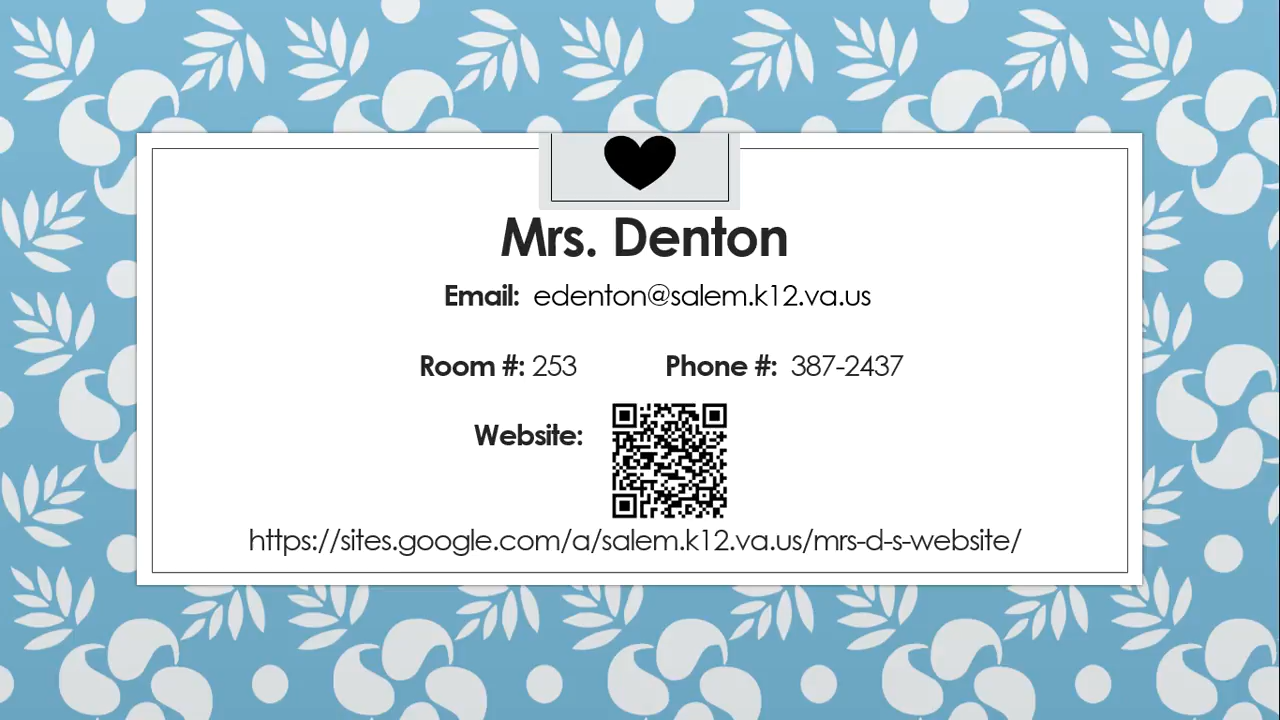 Mrs. Denton
Email: edenton@salem.k12.va.us
Room #: 253 Phone #: 387-2437
Website:
https://sites.google.com/a/salem.k12.va.us/mrs-d-s-website/